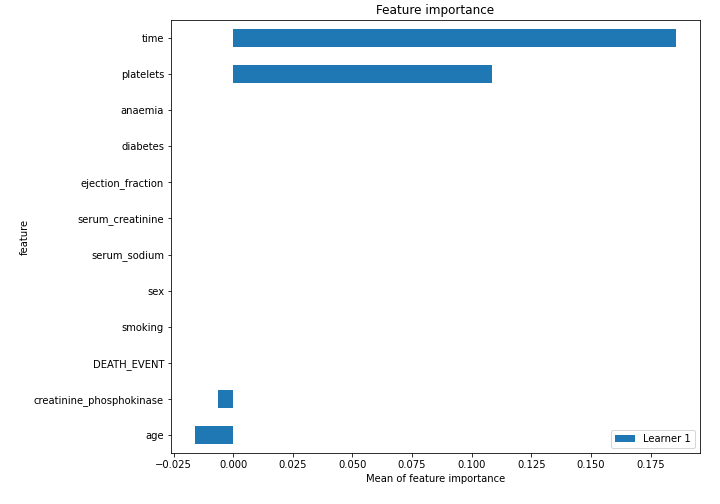 Feature importance
time
platelets
anaemia
diabetes
ejection_fraction
serum_creatinine
serum_sodium
sex
smoking
DEATH_EVENT
creatinine_phosphokinase
age
feature
Learner 1
−0.025 0.000 0.025 0.050 0.075 0.100 0.125 0.150 0.175
Mean of feature importance